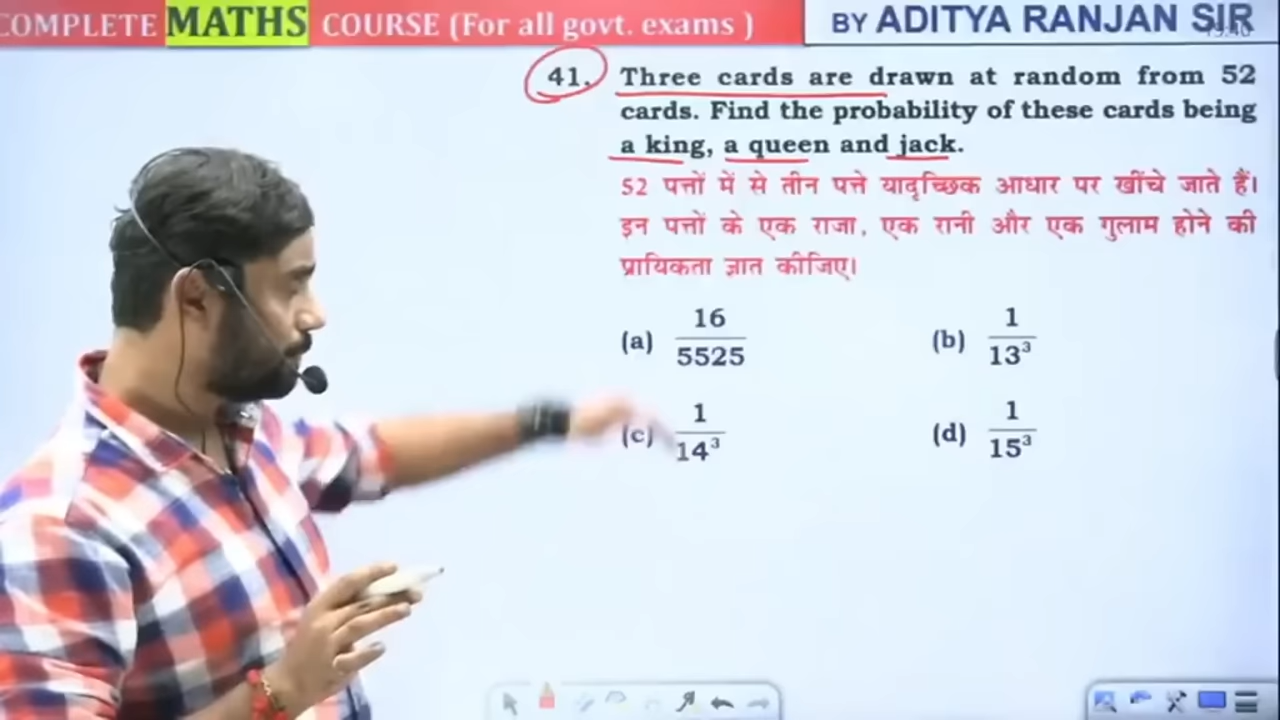 COMPLETE MATHS COURSE (For all govt. exams )
BY ADITYA RANJAN SIR
41. Three cards are drawn at random from 52
cards. Find the probability of these cards being
a king, a queen and jack.
52 पत्तों में से तीन पत्ते यादृच्छिक आधार पर खींचे जाते हैं।
इन पत्तों के एक राजा, एक रानी और एक गुलाम होने की
प्रायिकता ज्ञात कीजिए।
(a) 16/5525 (b) 1/13³
(c) 1/14³ (d) 1/15³